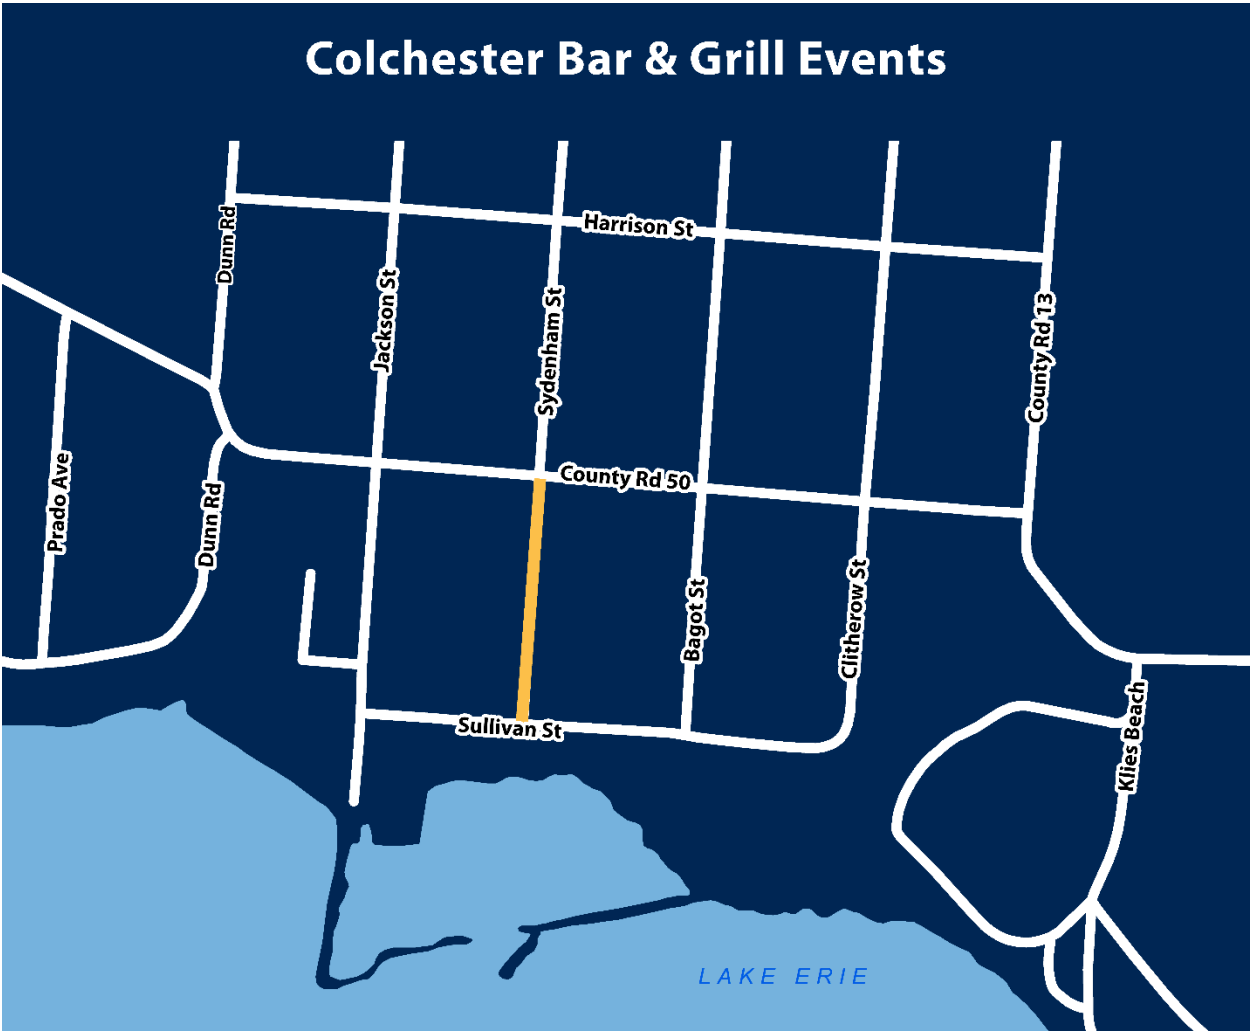 Colchester Bar & Grill Events
Harrison St
Dunn Rd
Jackson St
Sydenham St
County Rd 13
County Rd 50
Prado Ave
Dunn Rd
Bagot St
Clitherow St
Sullivan St
Klies Beach
LAKE ERIE